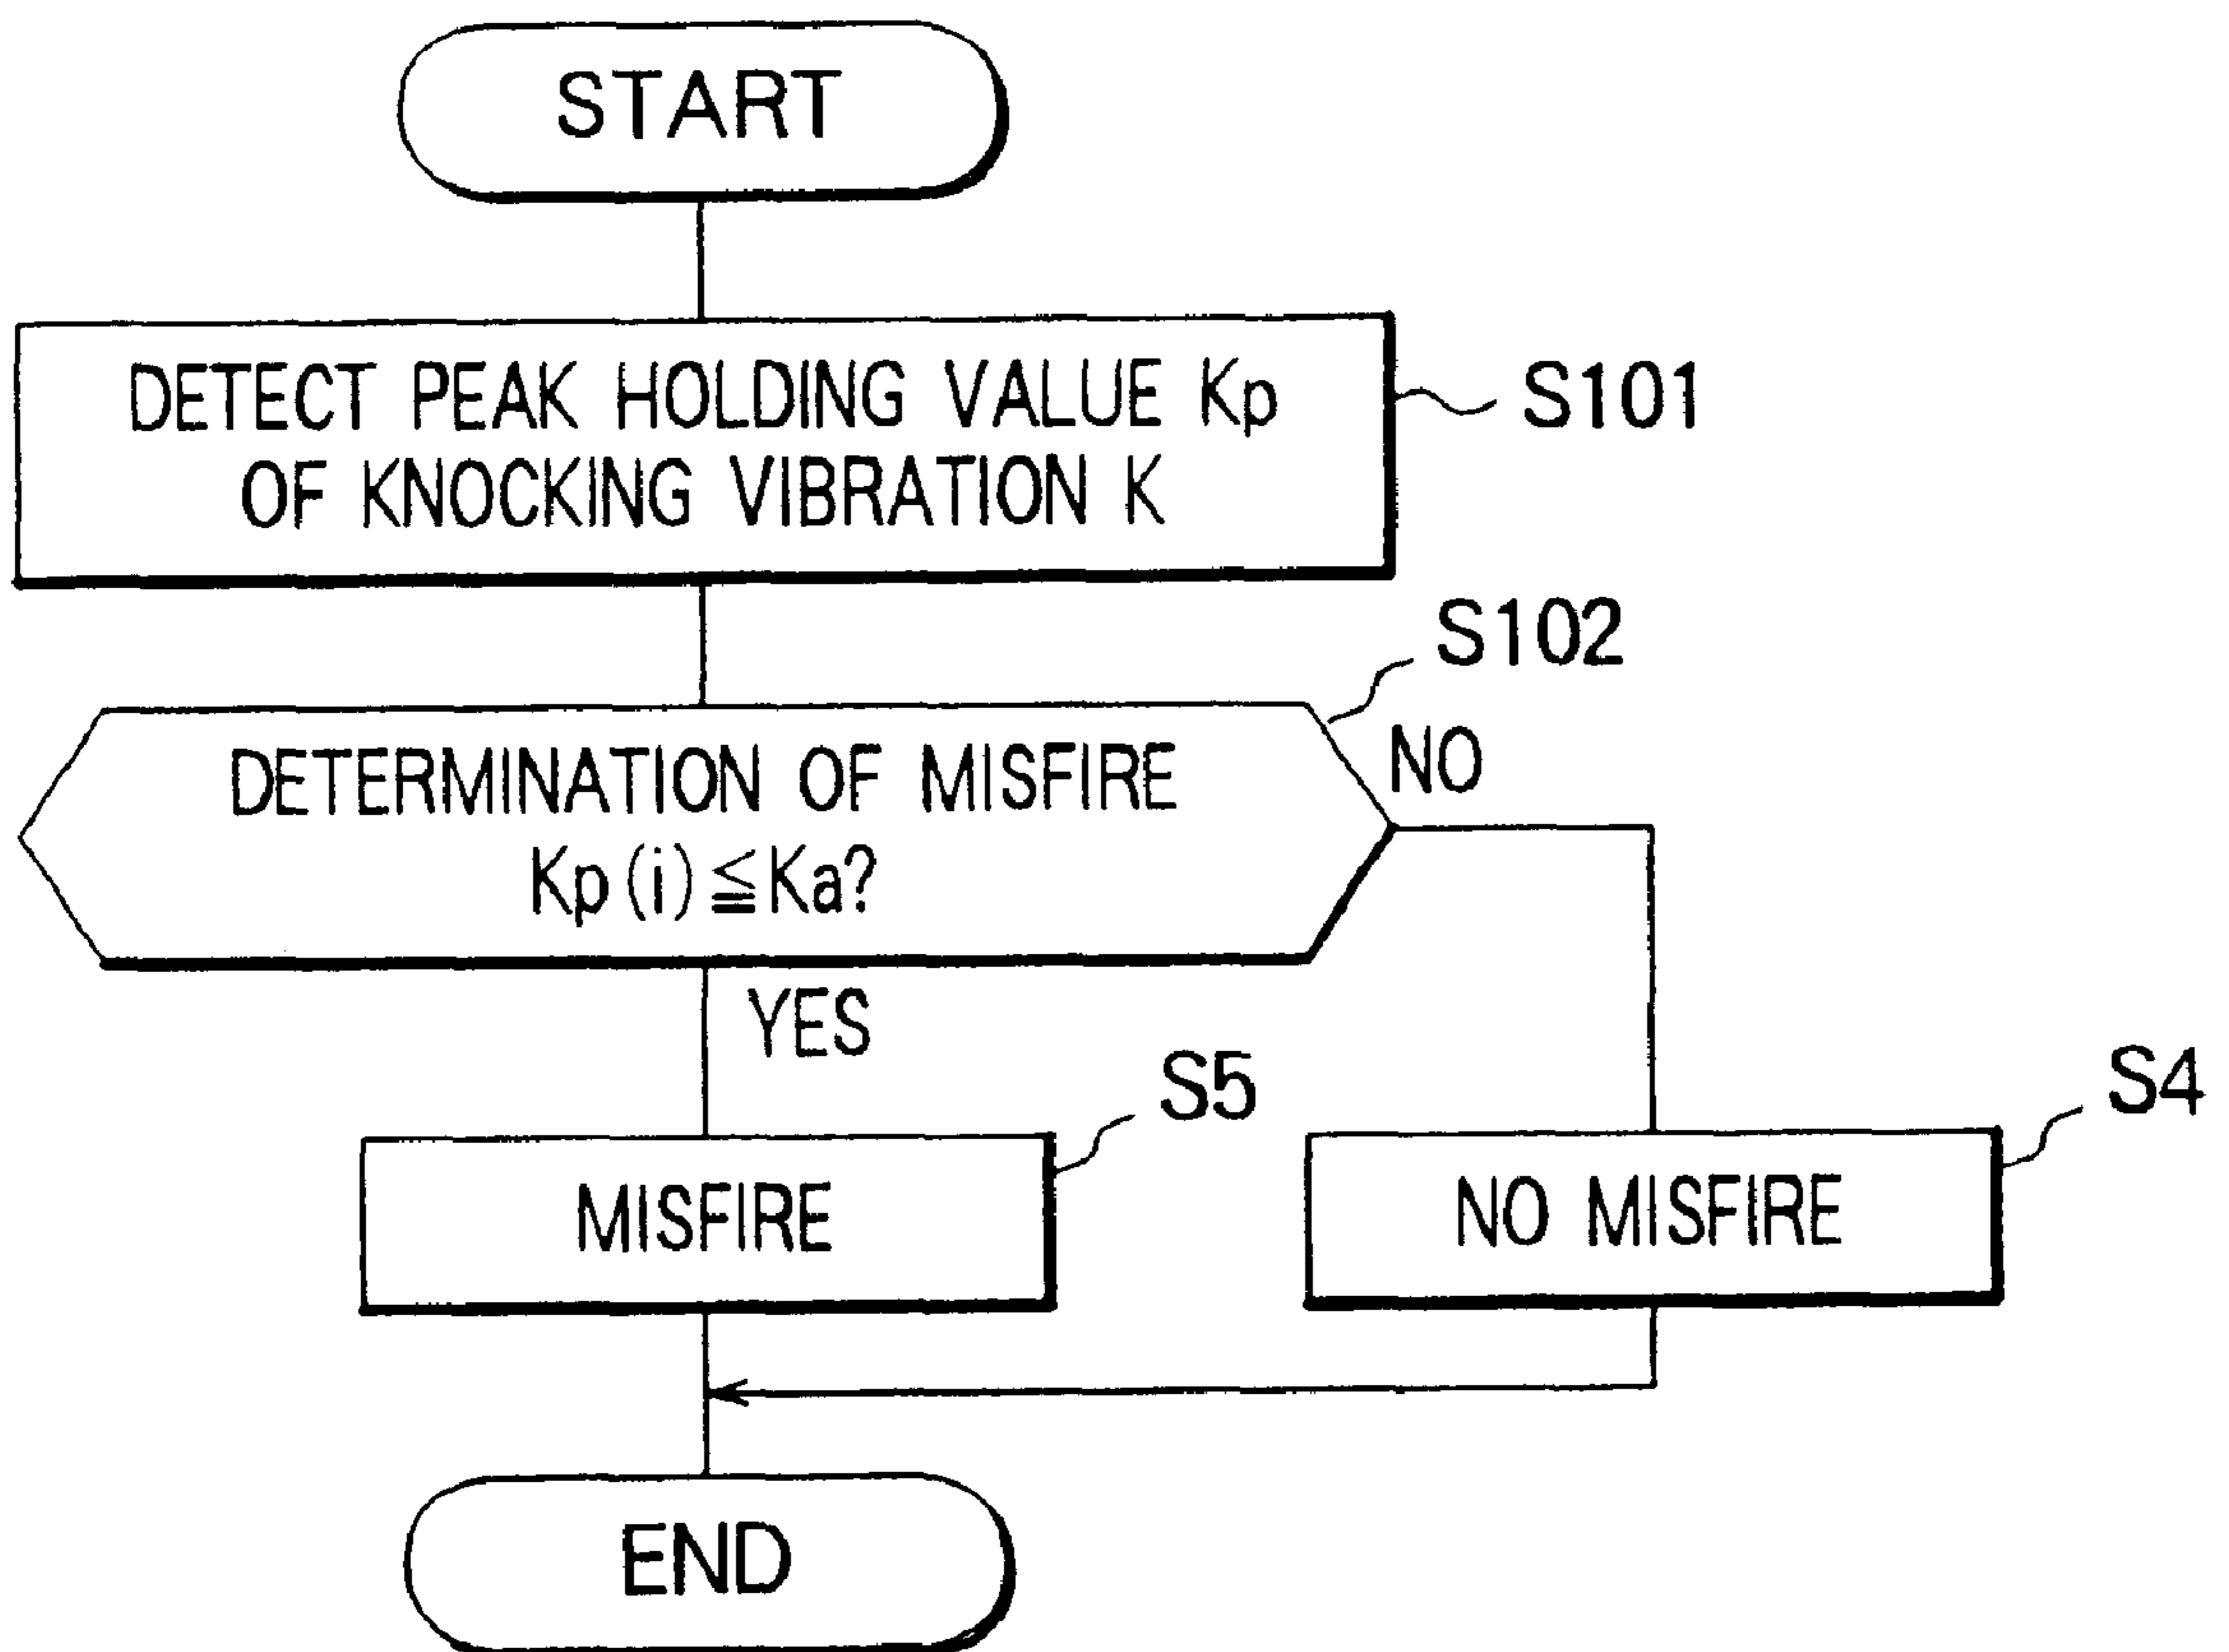 START
DETECT PEAK HOLDING VALUE Kp
OF KNOCKING VIBRATION K
S101
S102
DETERMINATION OF MISFIRE
Kp(i)≦Ka?
NO
YES
S5
MISFIRE
S4
NO MISFIRE
END